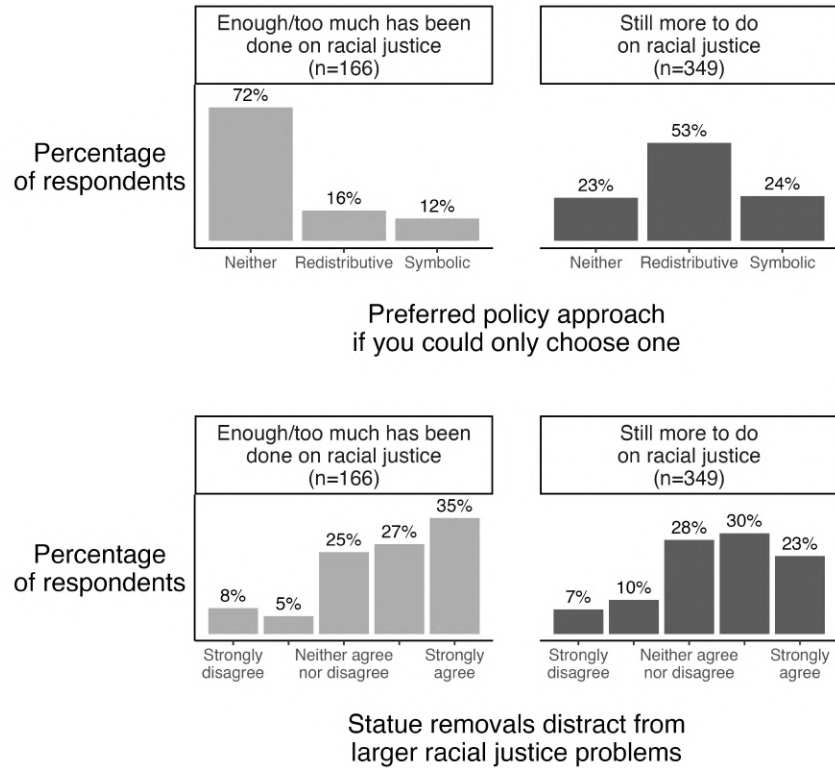 Enough/too much has been
done on racial justice
(n=166)
Still more to do
on racial justice
(n=349)
Percentage
of respondents
72%
16%
12%
23%
53%
24%
Neither Redistributive Symbolic
Neither Redistributive Symbolic
Preferred policy approach
if you could only choose one
Enough/too much has been
done on racial justice
(n=166)
Still more to do
on racial justice
(n=349)
Percentage
of respondents
8%
5%
25%
27%
35%
7%
10%
28%
30%
23%
Strongly
disagree
Neither agree
nor disagree
Strongly
agree
Strongly
disagree
Neither agree
nor disagree
Strongly
agree
Statue removals distract from
larger racial justice problems